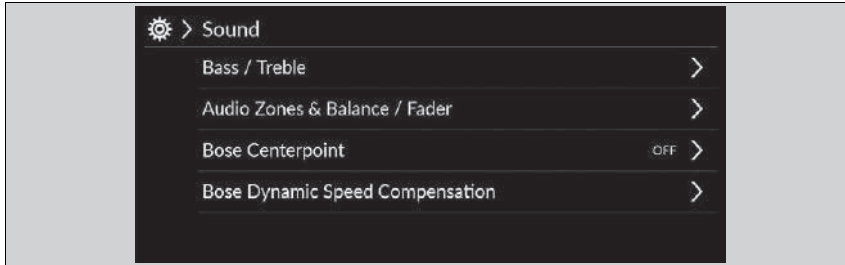 Sound
Bass / Treble
Audio Zones & Balance / Fader
Bose Centerpoint OFF
Bose Dynamic Speed Compensation